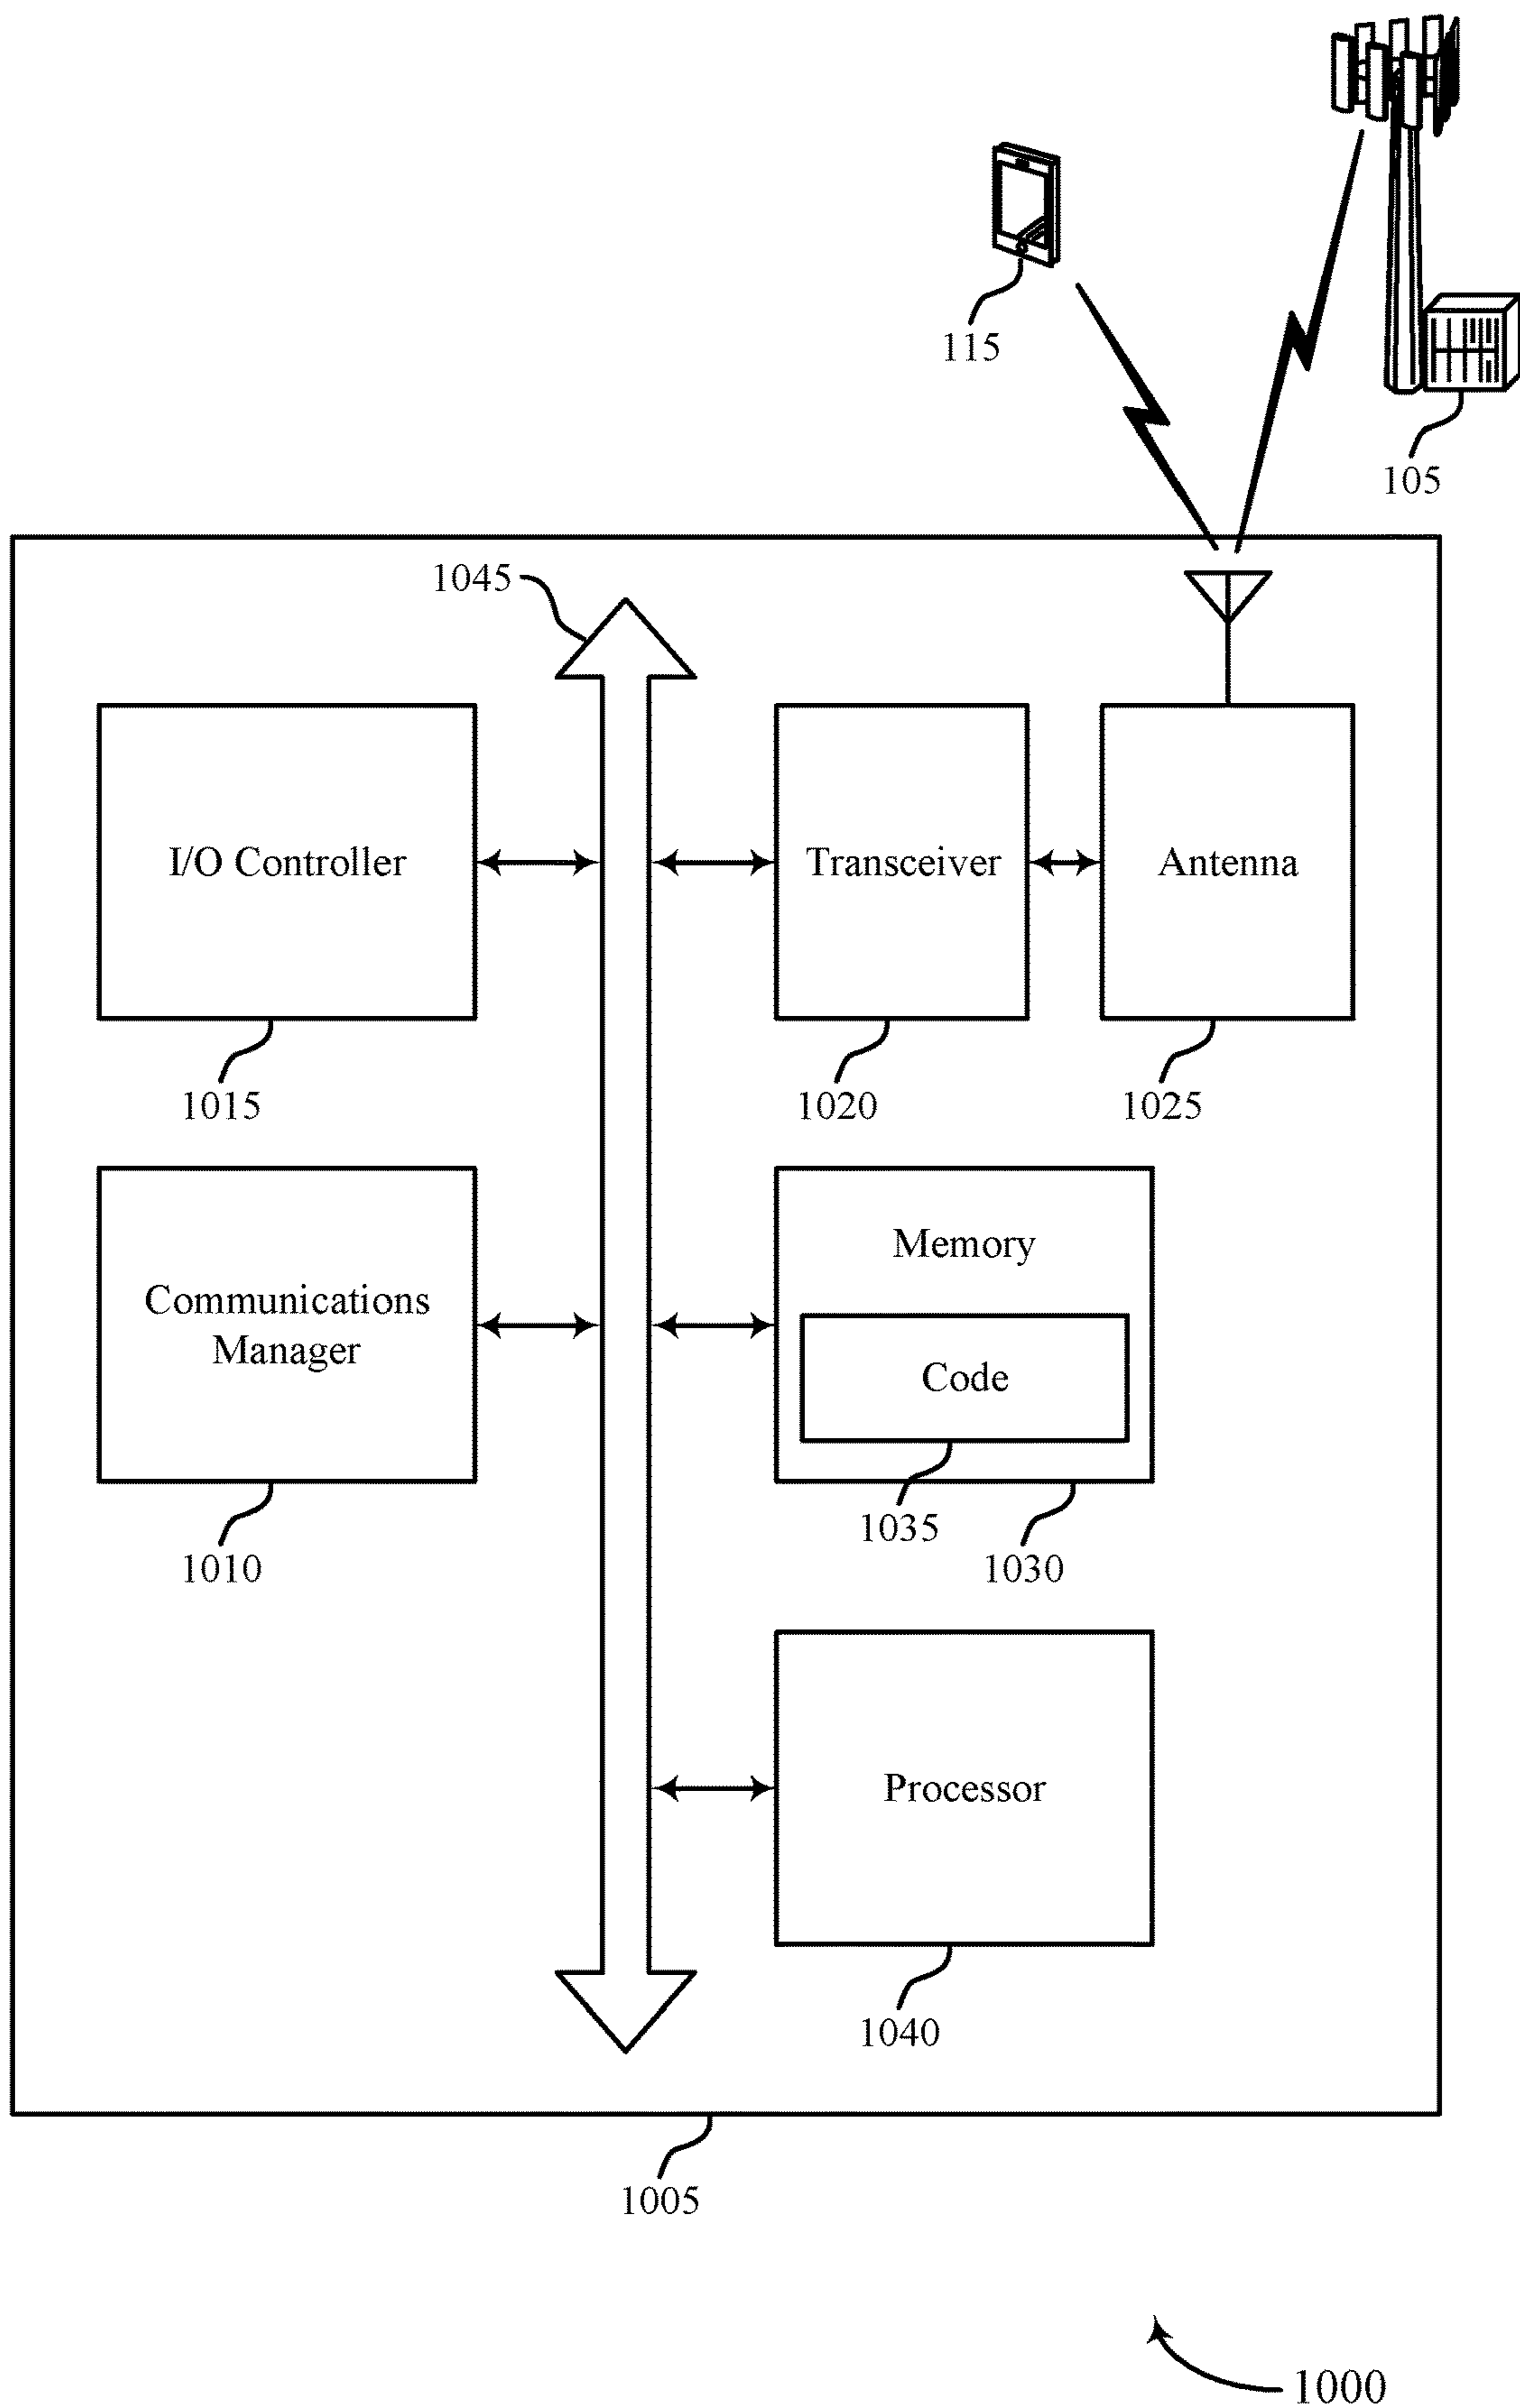 115
105
1045
I/O Controller
Transceiver
Antenna
1015
1020
1025
Communications
Manager
Memory
Code
1010
1035
1030
Processor
1040
1005
1000